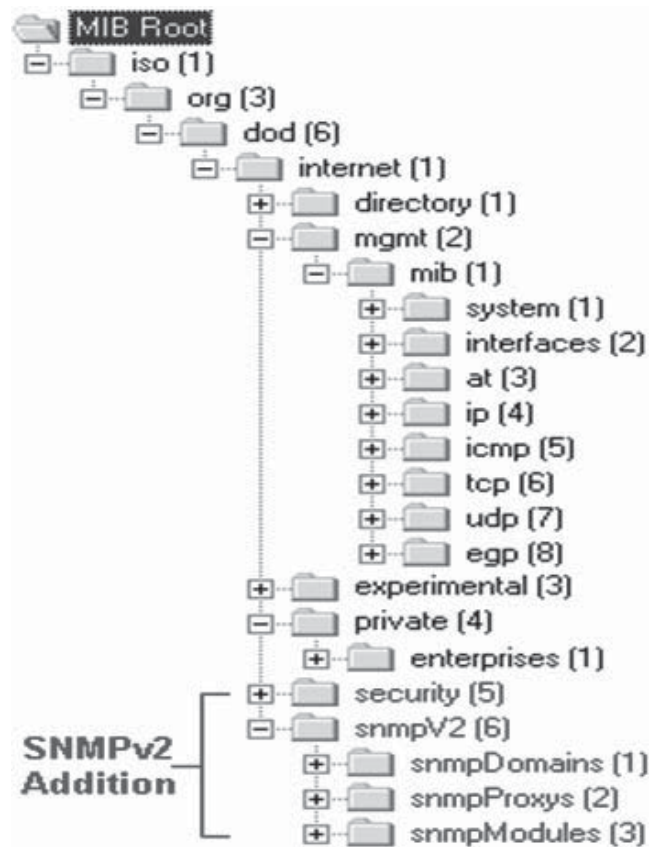 MIB Root
iso (1)
org (3)
dod (6)
internet (1)
directory (1)
mgmt (2)
mib (1)
system (1)
interfaces (2)
at (3)
ip (4)
icmp (5)
tcp (6)
udp (7)
egp (8)
experimental (3)
private (4)
enterprises (1)
security (5)
snmpV2 (6)
SNMPv2
Addition
snmpDomains (1)
snmpProxys (2)
snmpModules (3)